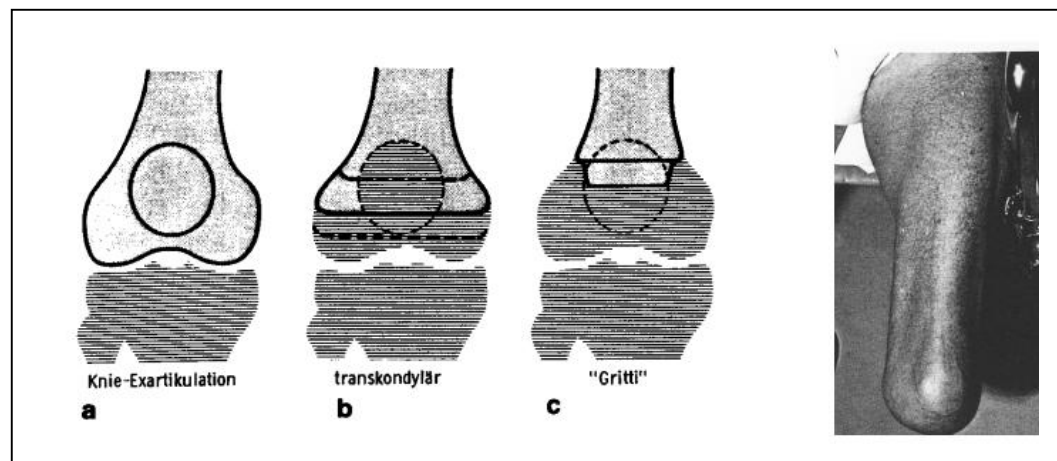 Knie-Exartikulation
transkondylär
"Gritti"
a
b
c